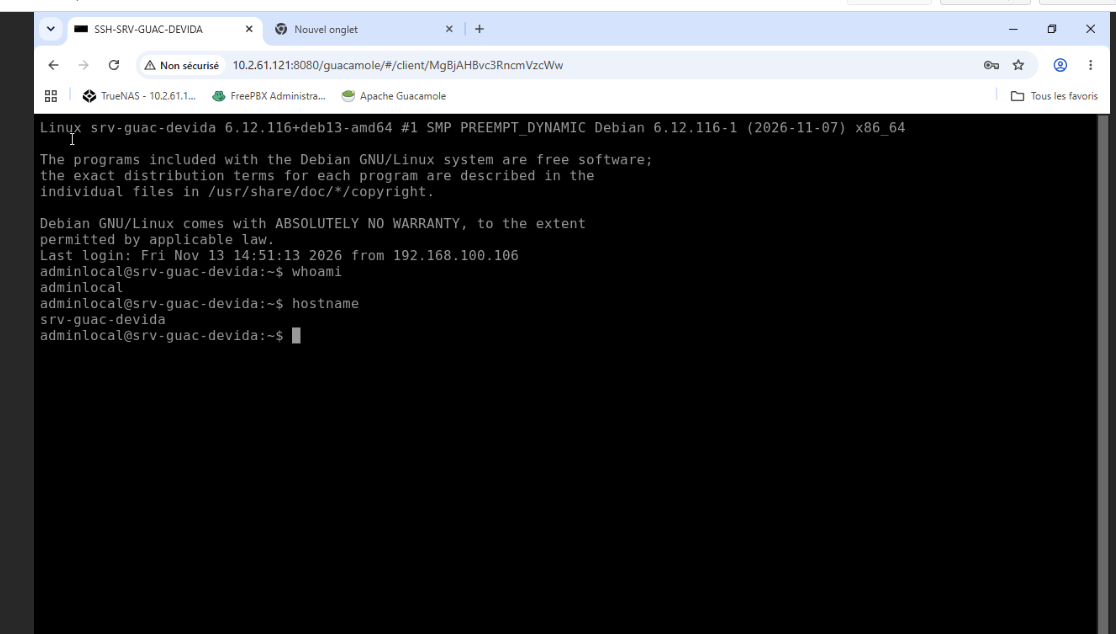 SSH-SRV-GUAC-DEVIDA
Nouvel onglet
Non sécurisé
10.2.61.121:8080/guacamole/#/client/MgBjAHBvc3RncmVzcWw
TrueNAS - 10.2.61.1...
FreePBX Administra...
Apache Guacamole
Tous les favoris
Linux srv-guac-devida 6.12.116+deb13-amd64 #1 SMP PREEMPT_DYNAMIC Debian 6.12.116-1 (2026-11-07) x86_64
The programs included with the Debian GNU/Linux system are free software;
the exact distribution terms for each program are described in the
individual files in /usr/share/doc/*/copyright.
Debian GNU/Linux comes with ABSOLUTELY NO WARRANTY, to the extent
permitted by applicable law.
Last login: Fri Nov 13 14:51:13 2026 from 192.168.100.106
adminlocal@srv-guac-devida:~$ whoami
adminlocal
adminlocal@srv-guac-devida:~$ hostname
srv-guac-devida
adminlocal@srv-guac-devida:~$